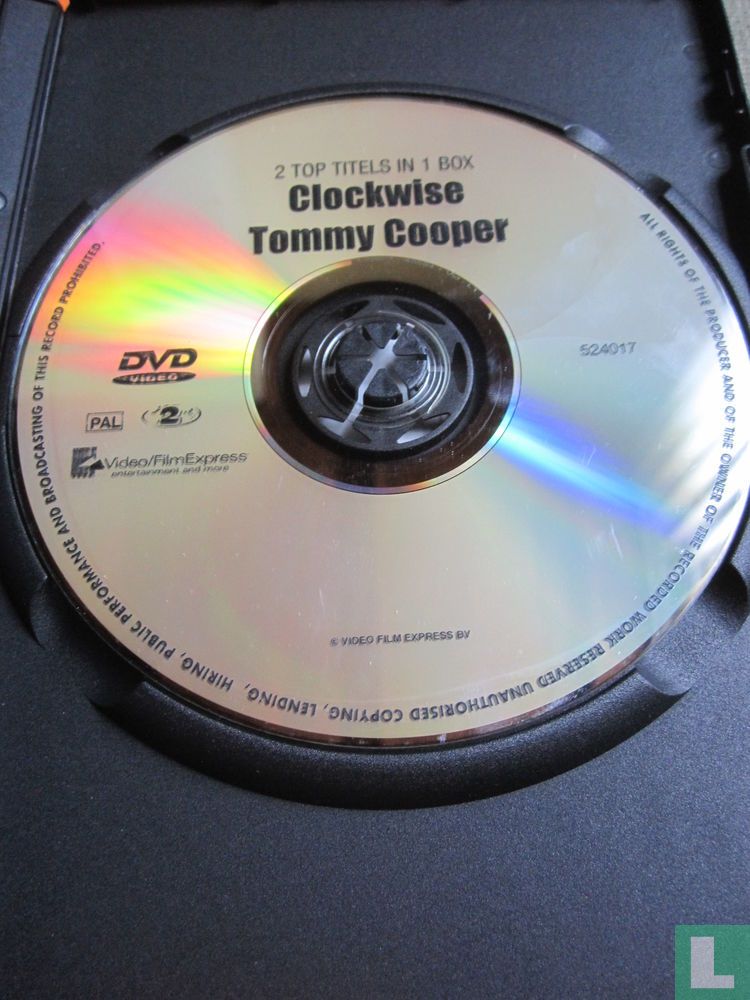 2 TOP TITELS IN 1 BOX
Clockwise
Tommy Cooper
DVD
VIDEO
524017
PAL
2
Video/FilmExpress
entertainment and more
© VIDEO FILM EXPRESS BV
ALL RIGHTS OF THE PRODUCER AND OF THE OWNER OF THE RECORDED WORK RESERVED UNAUTHORISED COPYING, LENDING, HIRING, PUBLIC PERFORMANCE AND BROADCASTING OF THIS RECORD PROHIBITED.
L